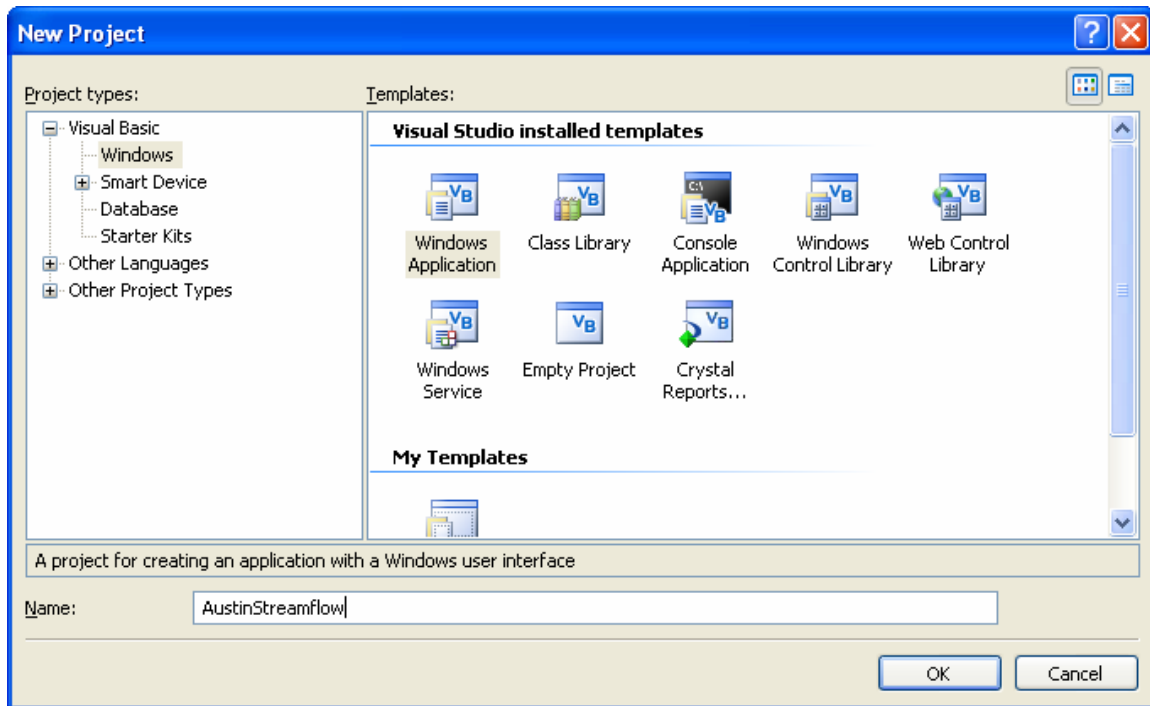 New Project
Project types:
Templates:
Visual Basic
Windows
Smart Device
Database
Starter Kits
Other Languages
Other Project Types
Visual Studio installed templates
Windows
Application
Class Library
Console
Application
Windows
Control Library
Web Control
Library
Windows
Service
Empty Project
Crystal
Reports...
My Templates
A project for creating an application with a Windows user interface
Name:
AustinStreamflow
OK
Cancel